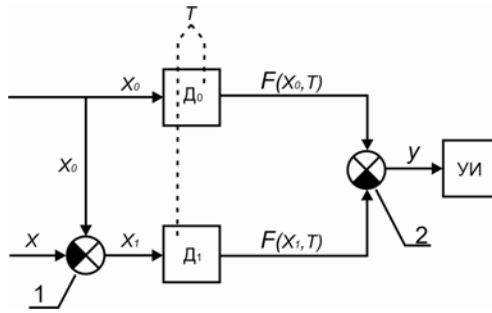 T
X₀ Д₀ F(X₀,T)
X₀
y УИ
X X₁ Д₁ F(X₁,T) 2
1